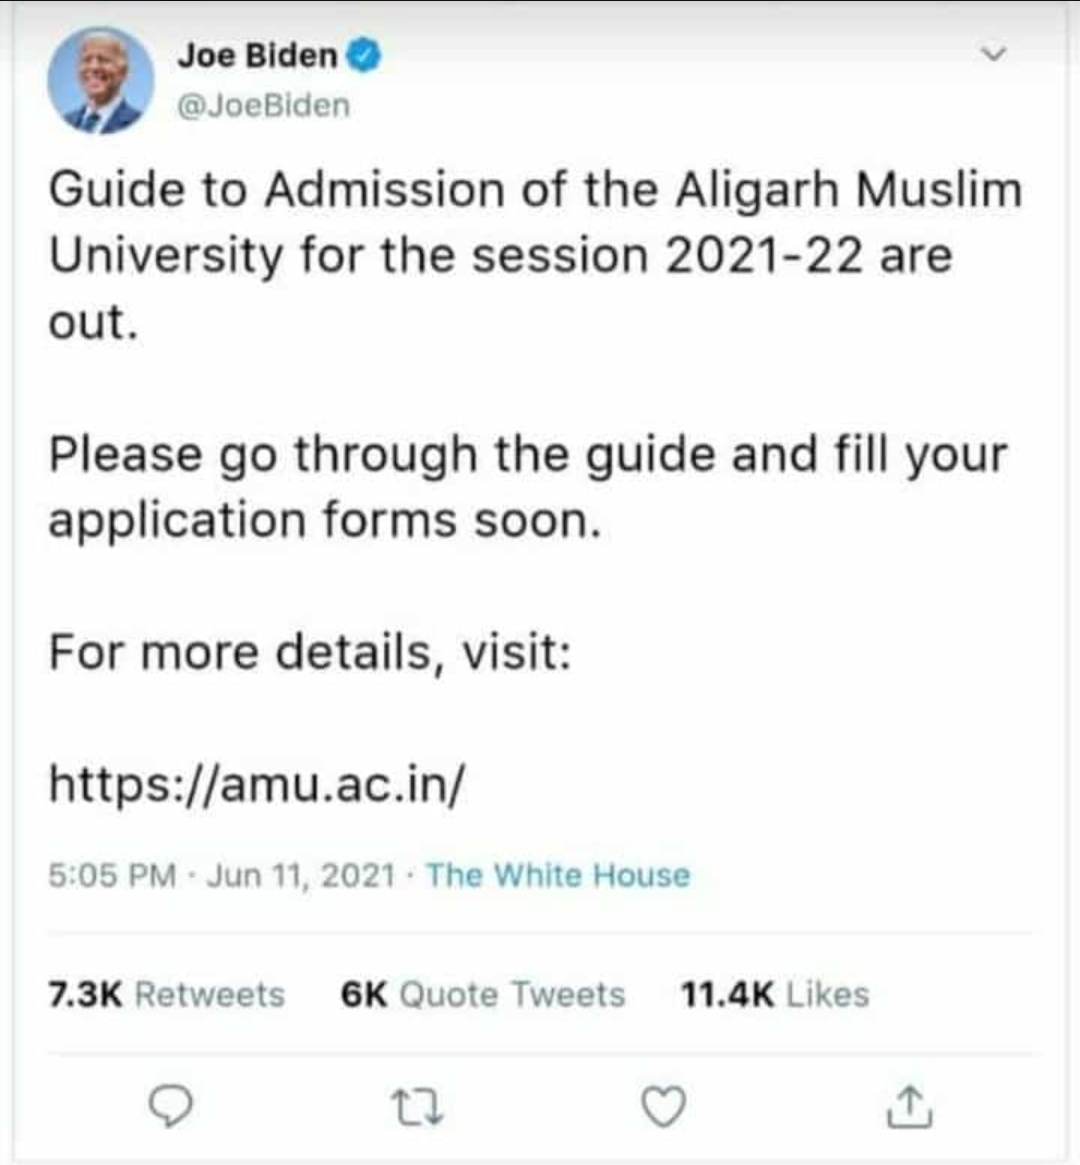 Joe Biden
@JoeBiden
Guide to Admission of the Aligarh Muslim
University for the session 2021-22 are
out.
Please go through the guide and fill your
application forms soon.
For more details, visit:
https://amu.ac.in/
5:05 PM · Jun 11, 2021 · The White House
7.3K Retweets 6K Quote Tweets 11.4K Likes